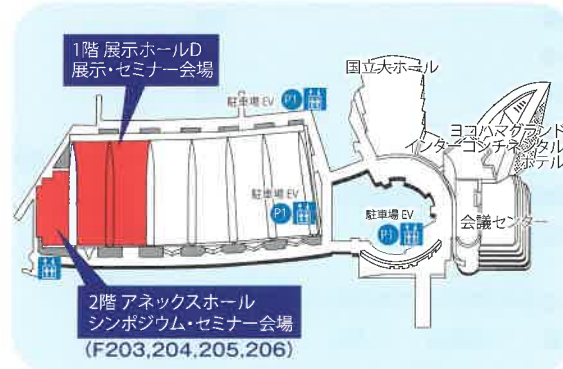 1階 展示ホールD
展示・セミナー会場
国立大ホール
駐車場 EV P1
ヨコハマグランド
インターコンチネンタル
ホテル
駐車場 EV
P1
駐車場 EV
P1
会議センター
2階 アネックスホール
シンポジウム・セミナー会場
(F203,204,205,206)